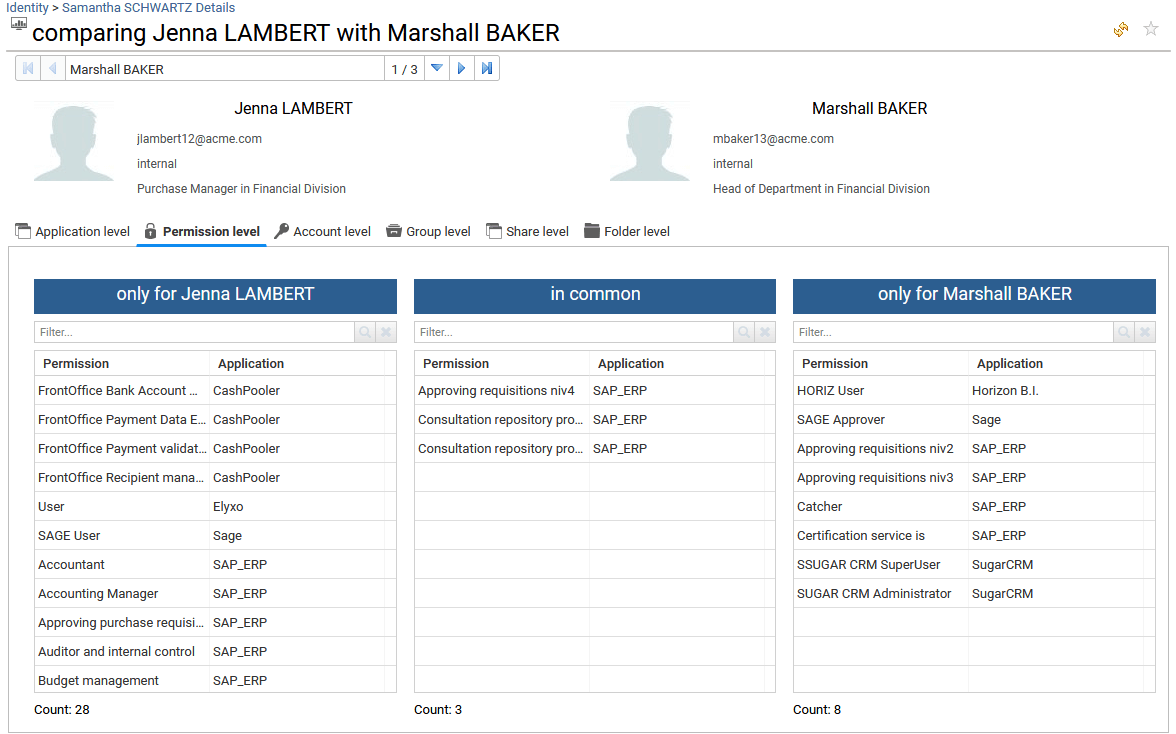 Identity > Samantha SCHWARTZ Details
comparing Jenna LAMBERT with Marshall BAKER
Marshall BAKER 1 / 3
Jenna LAMBERT
jlambert12@acme.com
internal
Purchase Manager in Financial Division
Marshall BAKER
mbaker13@acme.com
internal
Head of Department in Financial Division
Application level Permission level Account level Group level Share level Folder level
only for Jenna LAMBERT
Filter...
Permission Application
FrontOffice Bank Account ... CashPooler
FrontOffice Payment Data E... CashPooler
FrontOffice Payment validat... CashPooler
FrontOffice Recipient mana... CashPooler
User Elyxo
SAGE User Sage
Accountant SAP_ERP
Accounting Manager SAP_ERP
Approving purchase requisi... SAP_ERP
Auditor and internal control SAP_ERP
Budget management SAP_ERP
Count: 28
in common
Filter...
Permission Application
Approving requisitions niv4 SAP_ERP
Consultation repository pro... SAP_ERP
Consultation repository pro... SAP_ERP
Count: 3
only for Marshall BAKER
Filter...
Permission Application
HORIZ User Horizon B.I.
SAGE Approver Sage
Approving requisitions niv2 SAP_ERP
Approving requisitions niv3 SAP_ERP
Catcher SAP_ERP
Certification service is SAP_ERP
SSUGAR CRM SuperUser SugarCRM
SUGAR CRM Administrator SugarCRM
Count: 8